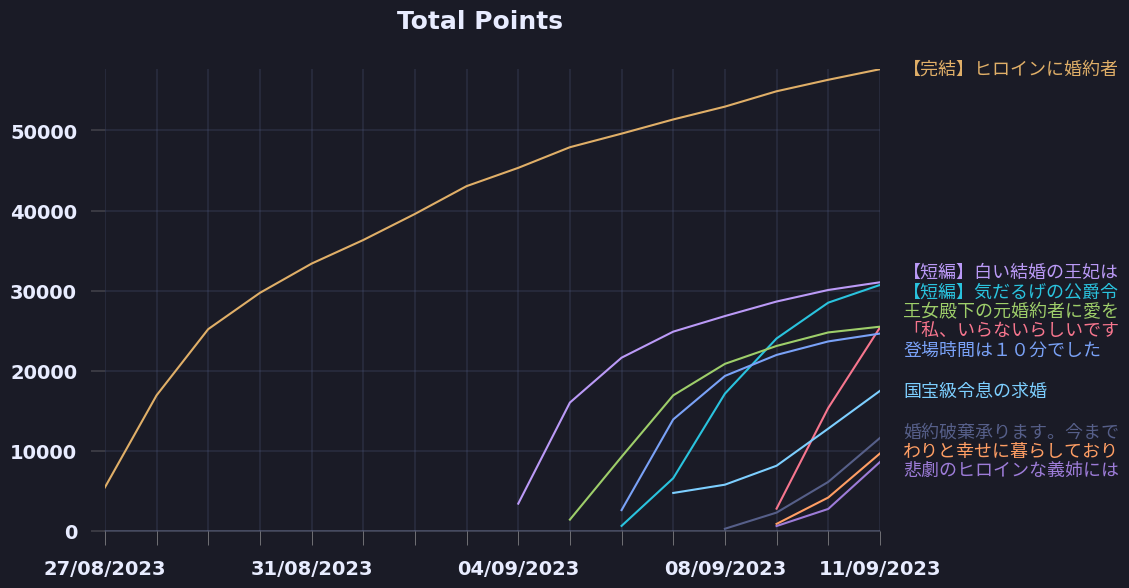 Total Points
【完結】ヒロインに婚約者
50000
40000
30000
20000
10000
0
【短編】白い結婚の王妃は
【短編】気だるげの公爵令
王女殿下の元婚約者に愛を
「私、いらないらしいです
登場時間は１０分でした
国宝級令息の求婚
婚約破棄承ります。今まで
わりと幸せに暮らしており
悲劇のヒロインな義姉には
27/08/2023
31/08/2023
04/09/2023
08/09/2023
11/09/2023